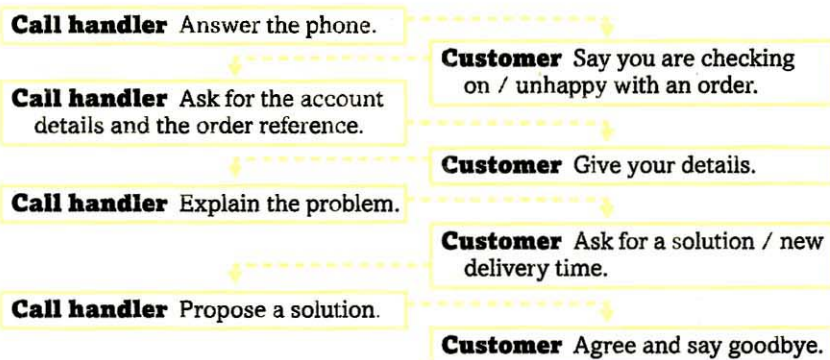 Call handler Answer the phone.
Customer Say you are checking
on / unhappy with an order.
Call handler Ask for the account
details and the order reference.
Customer Give your details.
Call handler Explain the problem.
Customer Ask for a solution / new
delivery time.
Call handler Propose a solution.
Customer Agree and say goodbye.